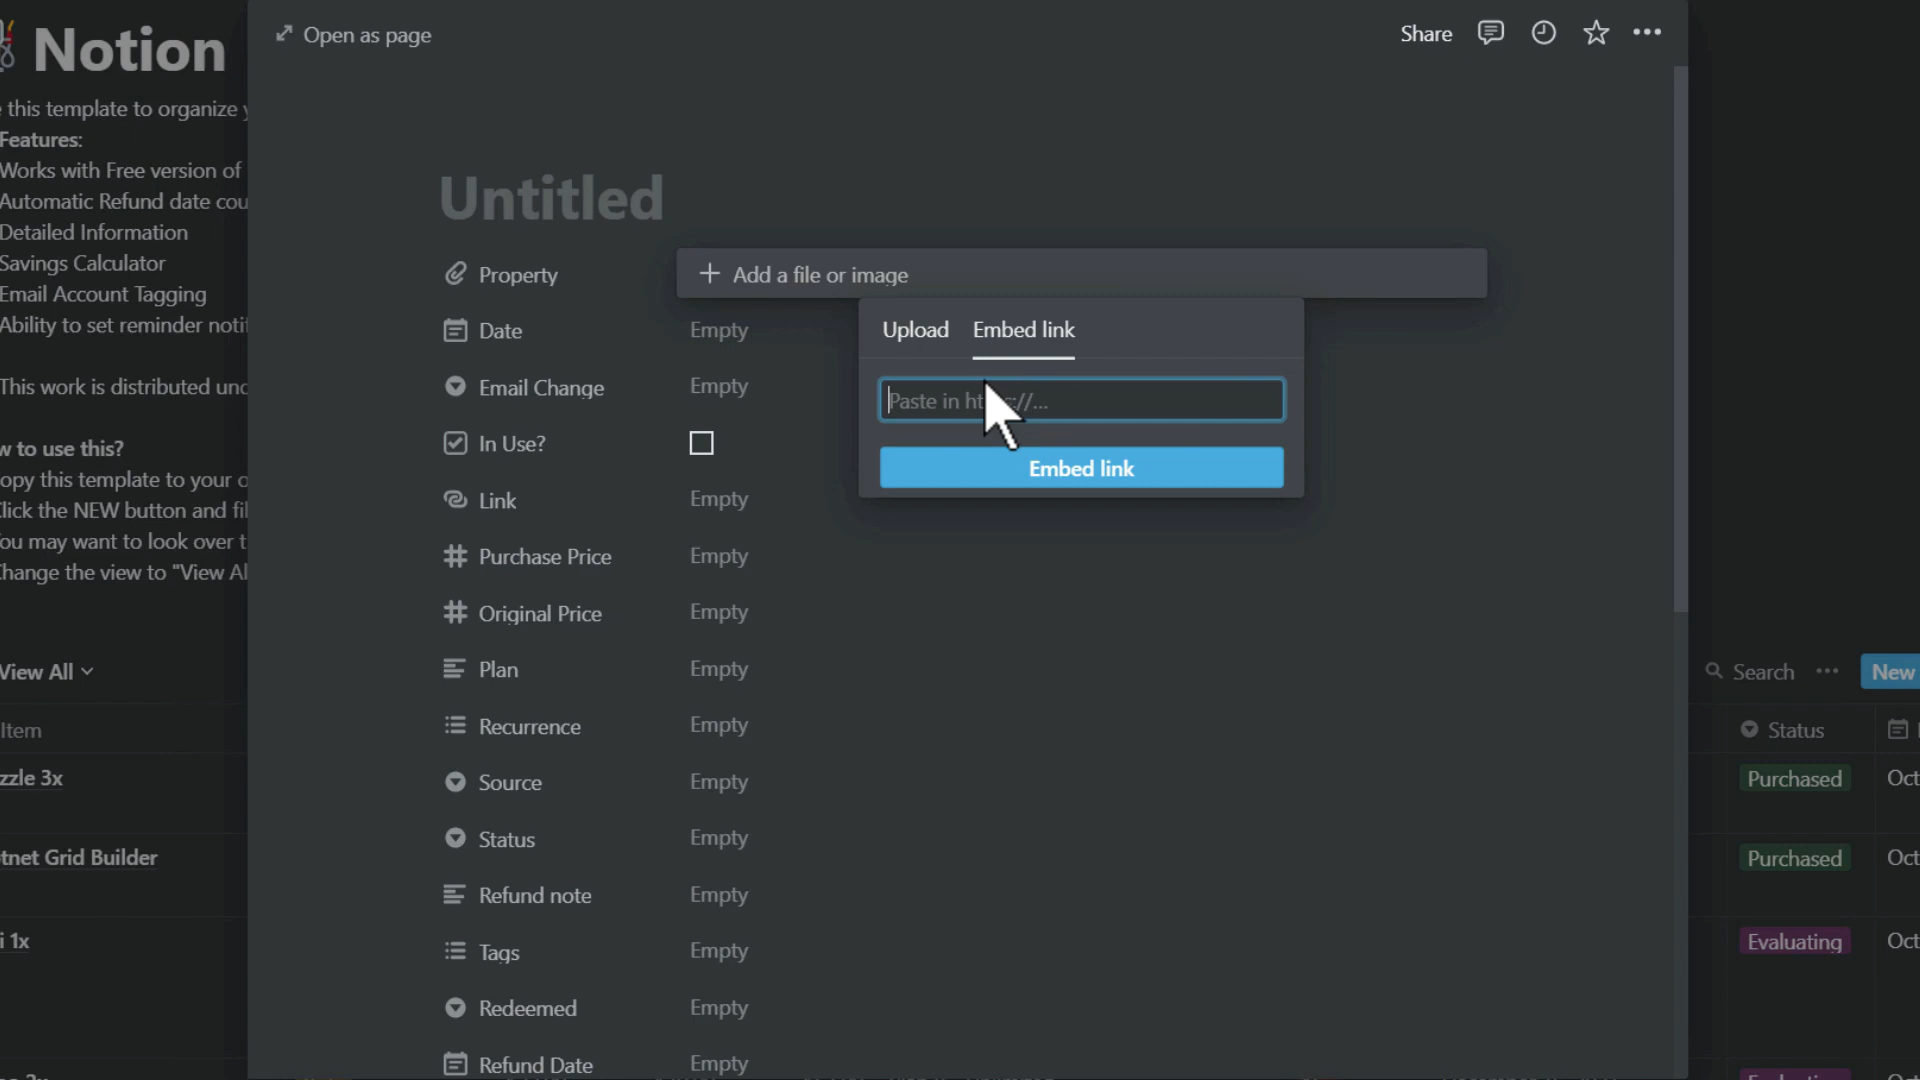 Notion
this template to organize y
Features:
Works with Free version of
Automatic Refund date cou
Detailed Information
Savings Calculator
Email Account Tagging
Ability to set reminder notif
This work is distributed und
w to use this?
opy this template to your o
lick the NEW button and fil
ou may want to look over t
hange the view to "View Al
View All
Item
zzle 3x
tnet Grid Builder
i 1x
Open as page
Share
Untitled
Property
Add a file or image
Upload Embed link
Paste in
://...
Embed link
Date Empty
Email Change Empty
In Use?
Link Empty
Purchase Price Empty
Original Price Empty
Plan Empty
Recurrence Empty
Source Empty
Status Empty
Refund note Empty
Tags Empty
Redeemed Empty
Refund Date Empty
Search New
Status
Purchased Oct
Purchased Oct
Evaluating Oct